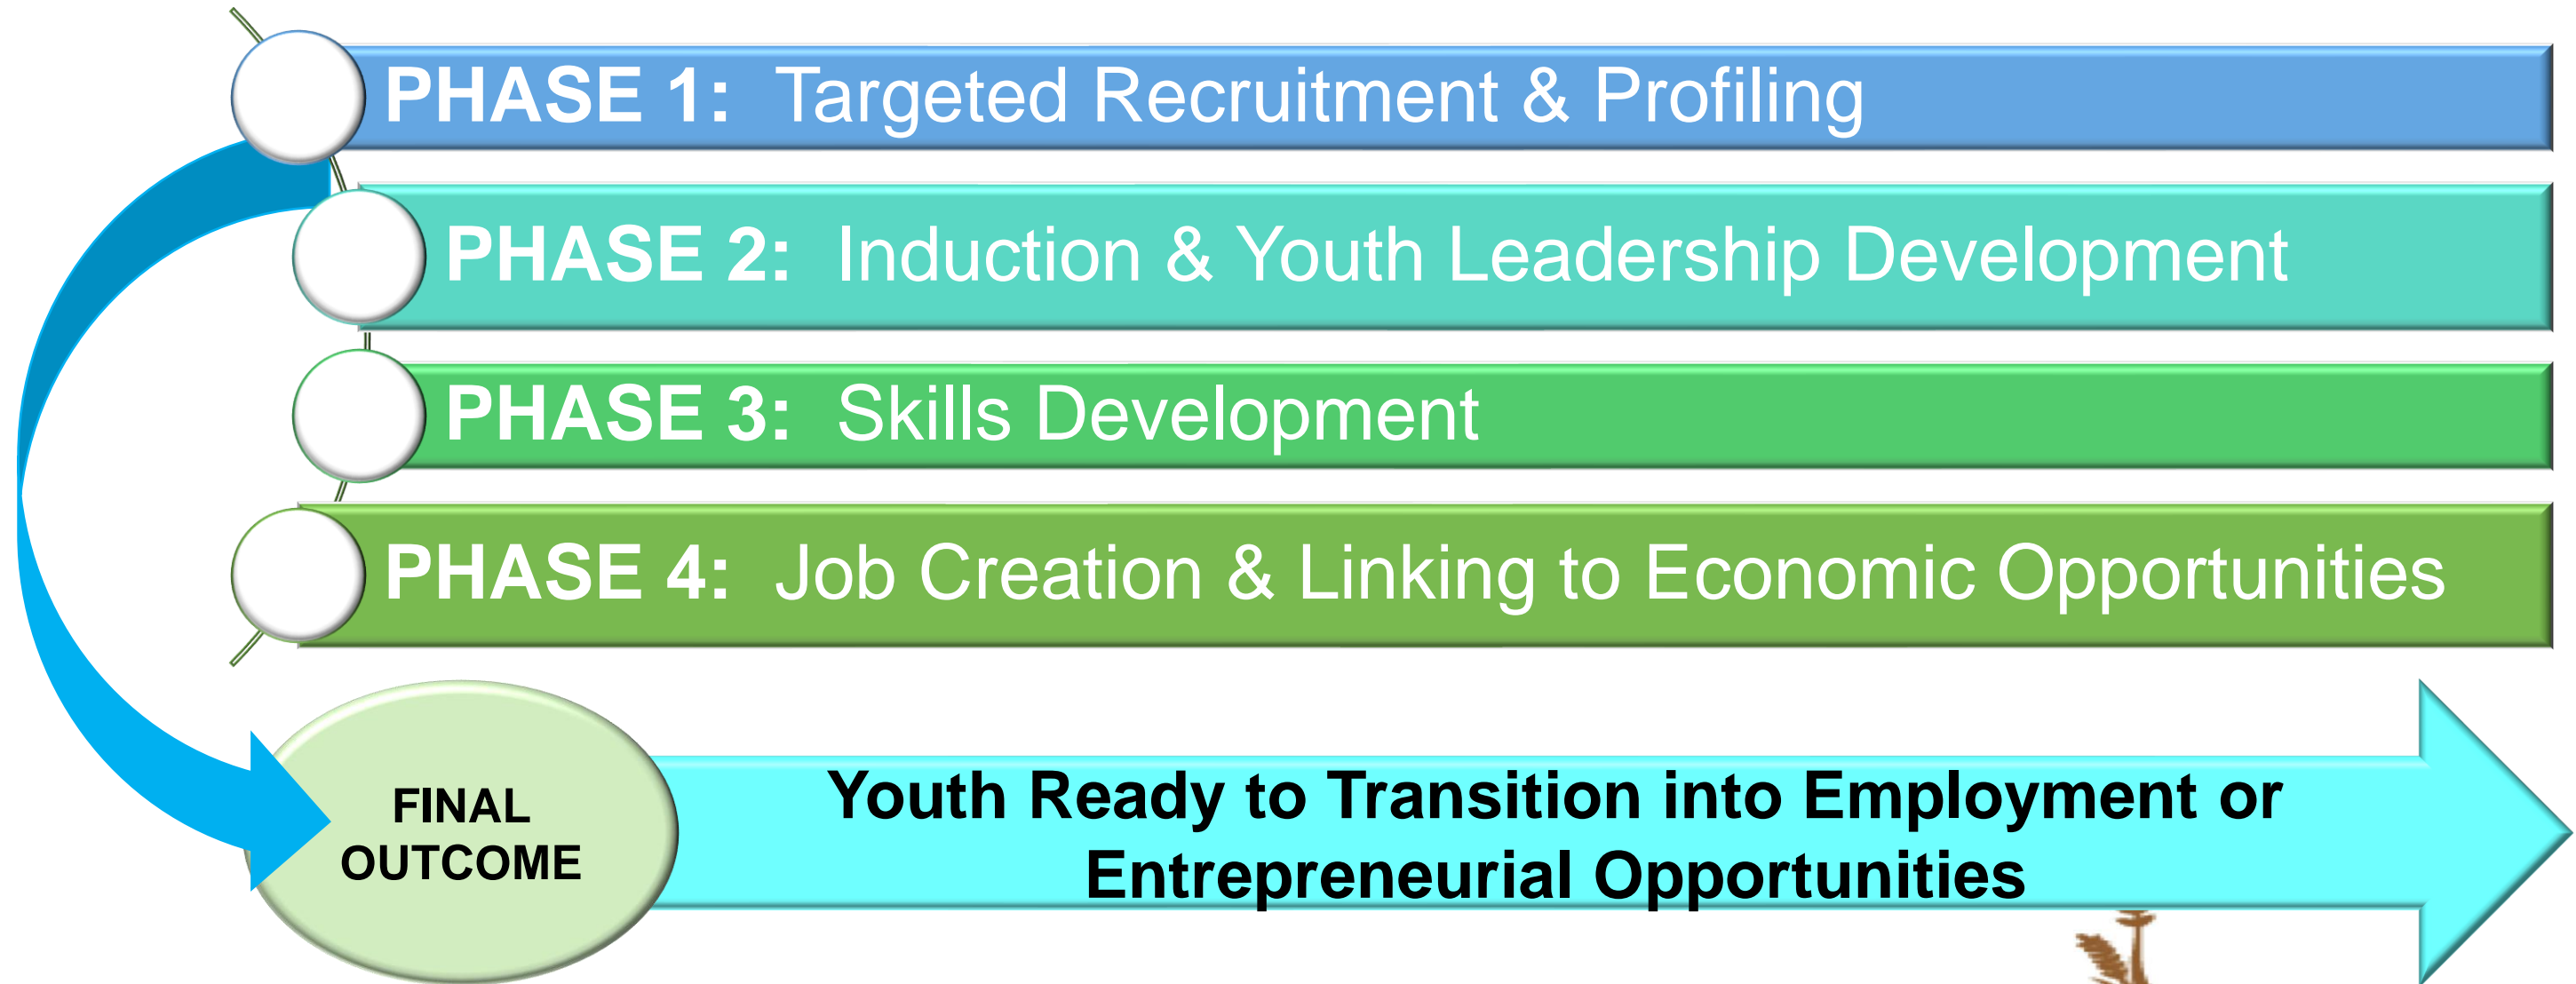 PHASE 1: Targeted Recruitment & Profiling
PHASE 2: Induction & Youth Leadership Development
PHASE 3: Skills Development
PHASE 4: Job Creation & Linking to Economic Opportunities
FINAL
OUTCOME
Youth Ready to Transition into Employment or
Entrepreneurial Opportunities